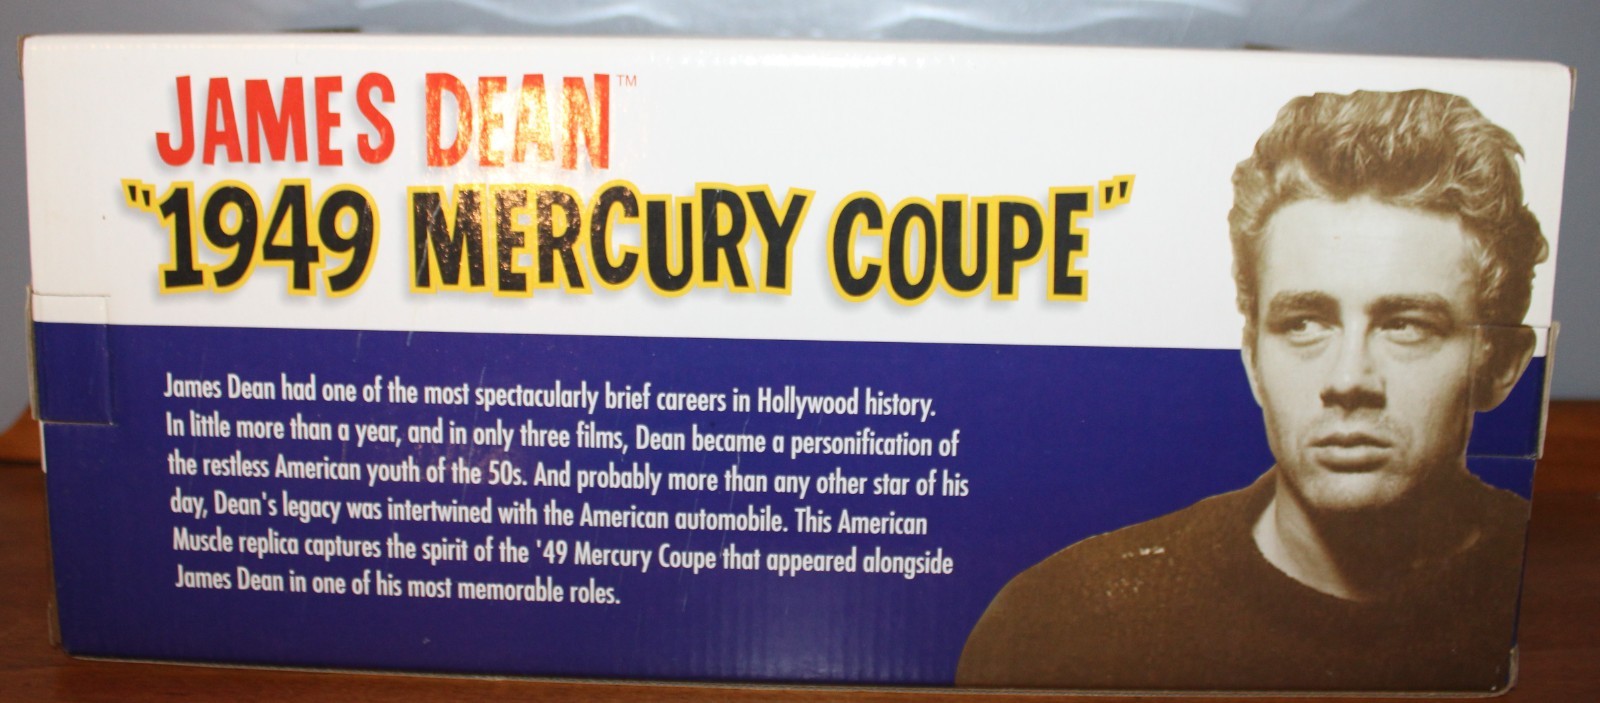 JAMES DEAN™
"1949 MERCURY COUPE"
James Dean had one of the most spectacularly brief careers in Hollywood history.
In little more than a year, and in only three films, Dean became a personification of
the restless American youth of the 50s. And probably more than any other star of his
day, Dean's legacy was intertwined with the American automobile. This American
Muscle replica captures the spirit of the '49 Mercury Coupe that appeared alongside
James Dean in one of his most memorable roles.